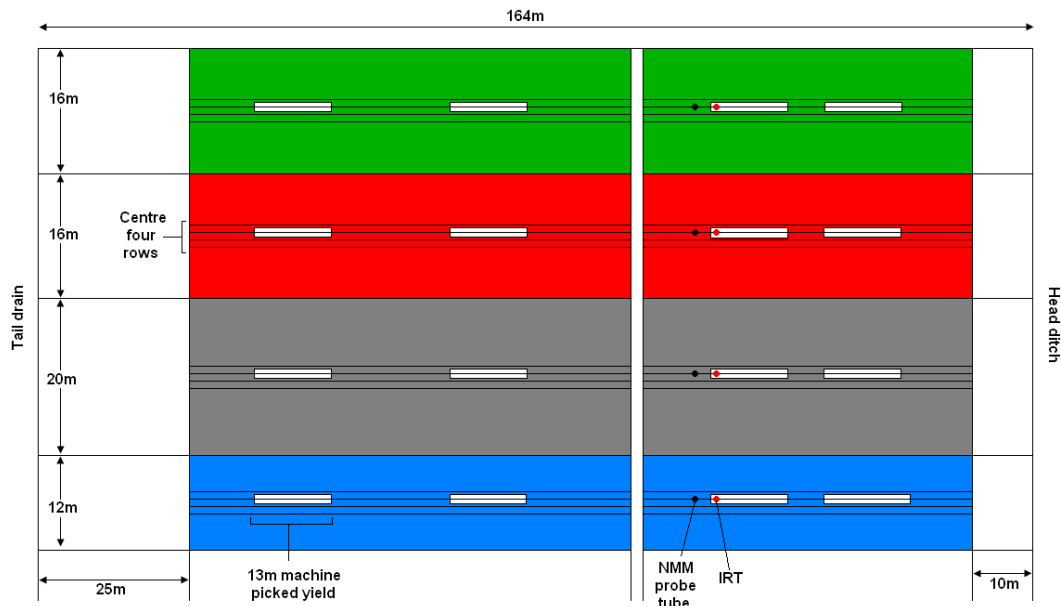 164m
16m
16m
Centre
four
rows
Tail drain
Head ditch
20m
12m
13m machine
picked yield
NMM
probe
tube
IRT
25m
10m